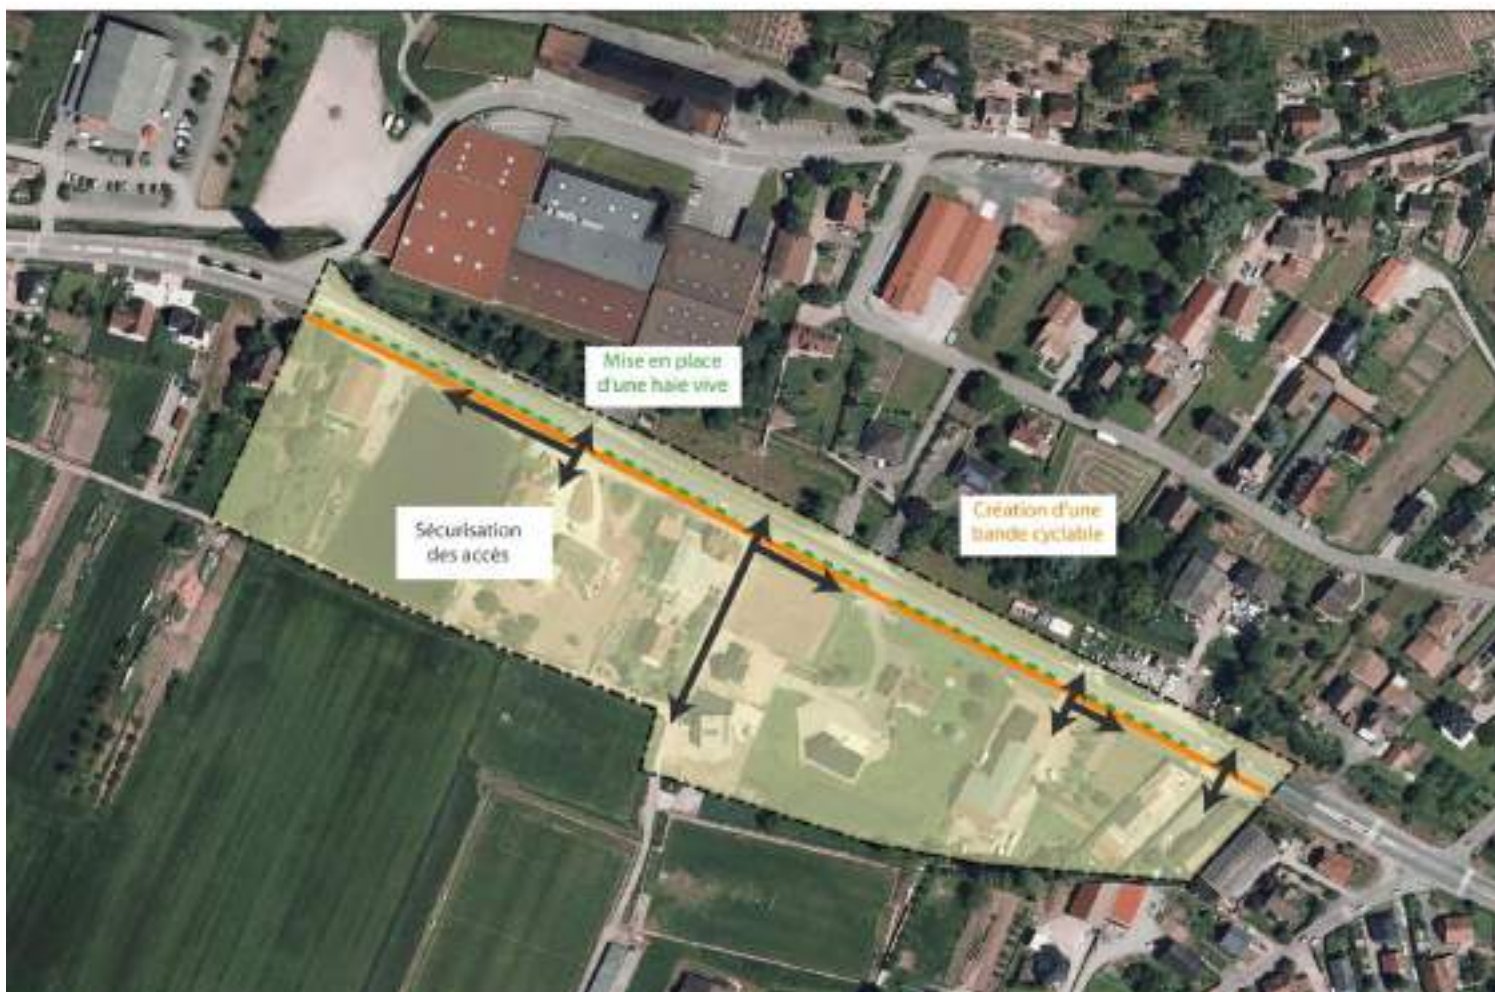 Mise en place
d'une haie vive
Création d'une
bande cyclable
Sécurisation
des accès